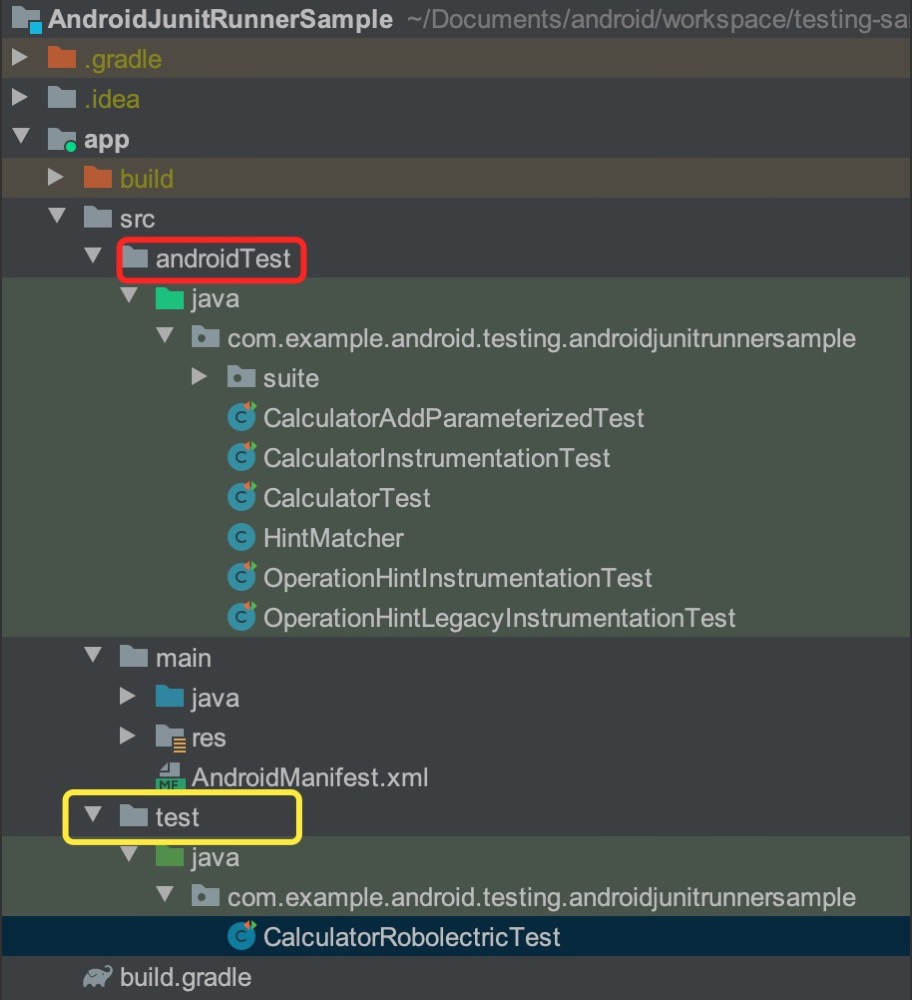 AndroidJunitRunnerSample ~/Documents/android/workspace/testing-sa
.gradle
.idea
app
build
src
androidTest
java
com.example.android.testing.androidjunitrunnersample
suite
CalculatorAddParameterizedTest
CalculatorInstrumentationTest
CalculatorTest
HintMatcher
OperationHintInstrumentationTest
OperationHintLegacyInstrumentationTest
main
java
res
AndroidManifest.xml
test
java
com.example.android.testing.androidjunitrunnersample
CalculatorRobolectricTest
build.gradle